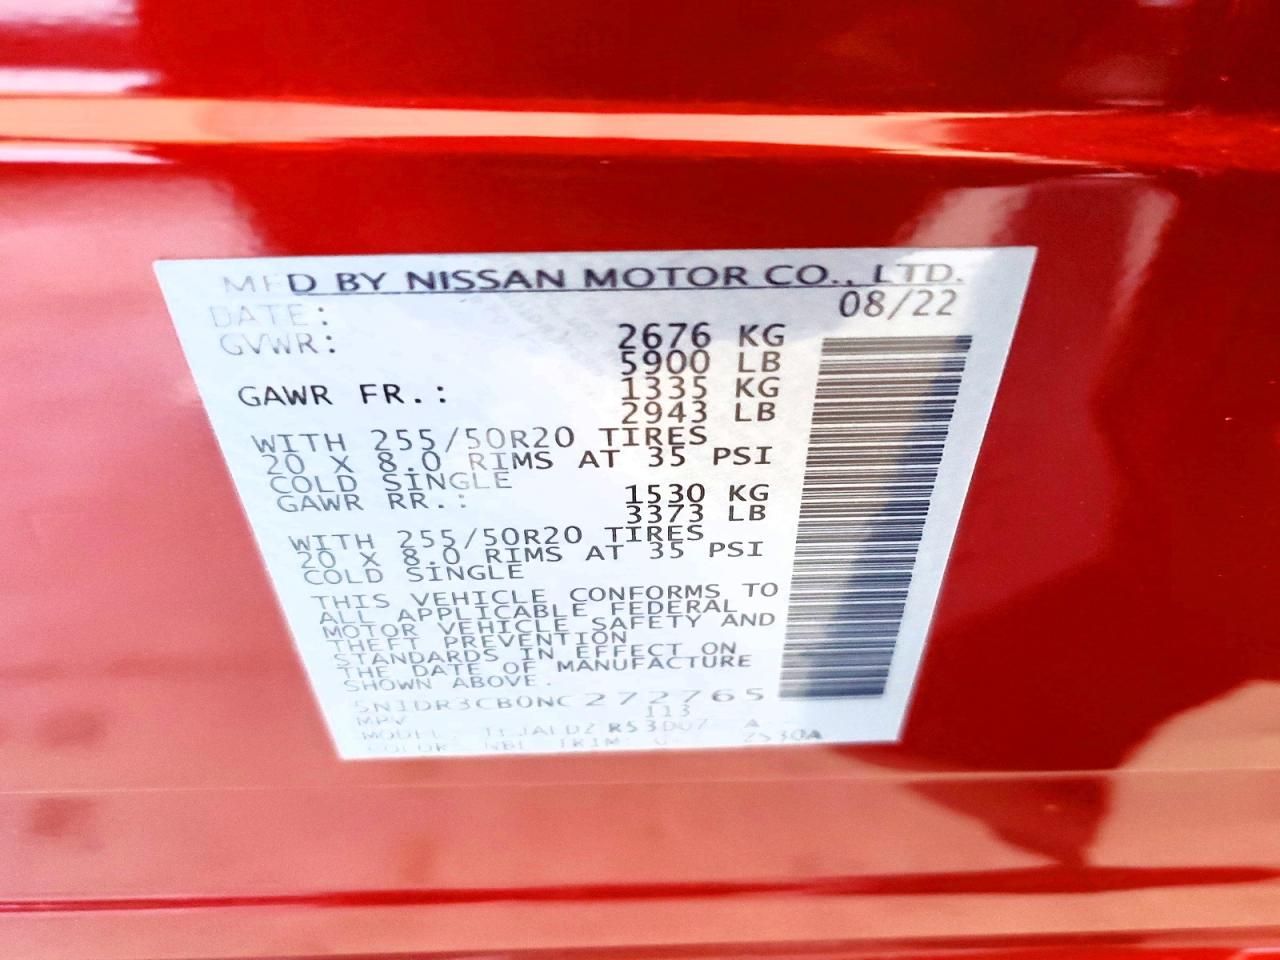 MFD BY NISSAN MOTOR CO., LTD.
DATE: 08/22
GVWR: 2676 KG
5900 LB
GAWR FR.: 1335 KG
2943 LB
WITH 255/50R20 TIRES
20 X 8.0 RIMS AT 35 PSI
COLD SINGLE
GAWR RR.: 1530 KG
3373 LB
WITH 255/50R20 TIRES
20 X 8.0 RIMS AT 35 PSI
COLD SINGLE
THIS VEHICLE CONFORMS TO
ALL APPLICABLE FEDERAL
MOTOR VEHICLE SAFETY AND
THEFT PREVENTION
STANDARDS IN EFFECT ON
THE DATE OF MANUFACTURE
SHOWN ABOVE.
5N1DR3CB0NC272765
MPV 113
MODEL:
COLOR: TRIM: